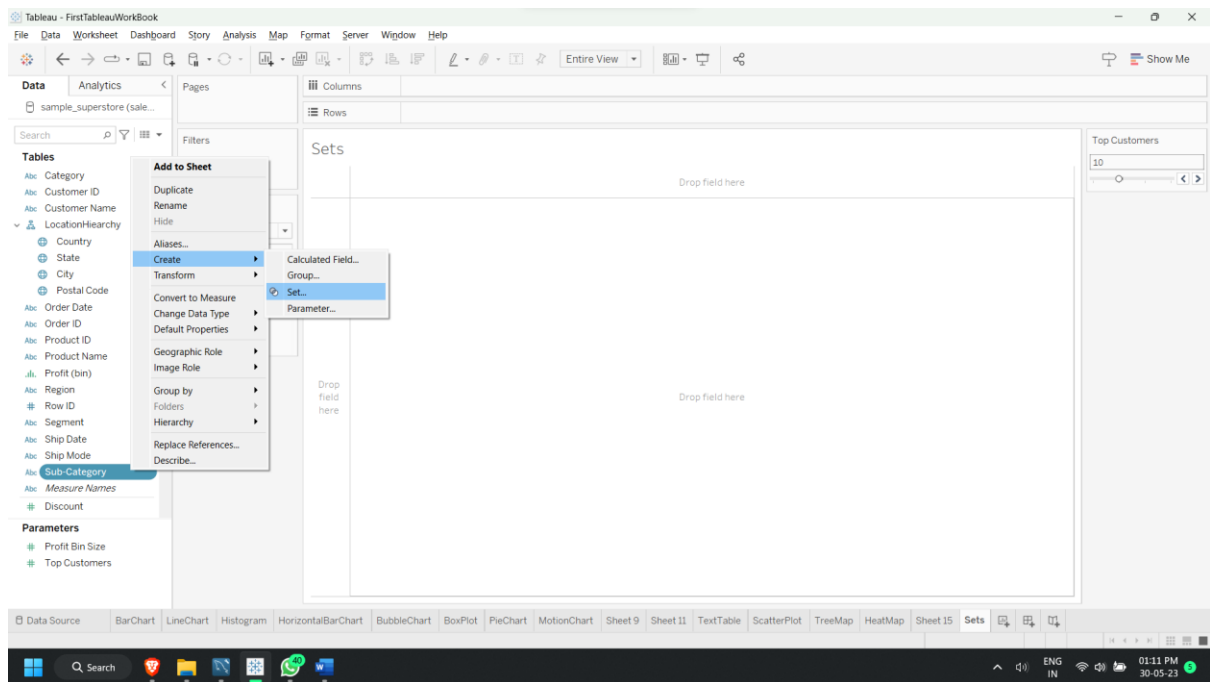 Tableau - FirstTableauWorkBook
File Data Worksheet Dashboard Story Analysis Map Format Server Window Help
Entire View
Show Me
Data Analytics
Pages
Columns
sample_superstore (sale...
Rows
Search
Filters
Sets
Top Customers
10
Tables
Abc Category
Abc Customer ID
Abc Customer Name
LocationHiearchy
Country
State
City
Postal Code
Abc Order Date
Abc Order ID
Abc Product ID
Abc Product Name
Profit (bin)
Abc Region
# Row ID
Abc Segment
Abc Ship Date
Abc Ship Mode
Abc Sub-Category
Abc Measure Names
# Discount
Parameters
# Profit Bin Size
# Top Customers
Add to Sheet
Duplicate
Rename
Hide
Aliases...
Create
Transform
Convert to Measure
Change Data Type
Default Properties
Geographic Role
Image Role
Group by
Folders
Hierarchy
Replace References...
Describe...
Calculated Field...
Group...
Set...
Parameter...
Drop field here
Drop
field
here
Drop field here
Data Source BarChart LineChart Histogram HorizontalBarChart BubbleChart BoxPlot PieChart MotionChart Sheet 9 Sheet 11 TextTable ScatterPlot TreeMap HeatMap Sheet 15 Sets
Search
40
ENG
IN
01:11 PM
30-05-23
5